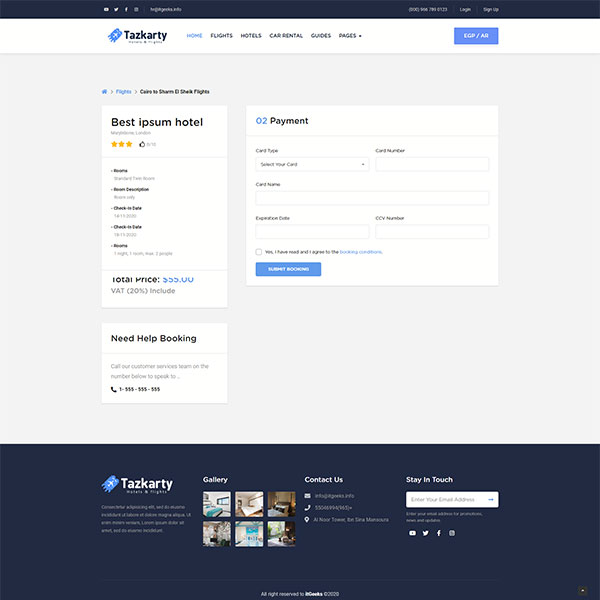 hr@itgeeks.info
(000) 966 790 0123
Login
Sign Up
Tazkarty
Hotels & Flights
HOME
FLIGHTS
HOTELS
CAR RENTAL
GUIDES
PAGES
EGP / AR
Flights > Cairo to Sharm El Sheik Flights
Best ipsum hotel
Marylebone, London
8/10
- Rooms
Standard Twin Room
- Room Description
Room only
- Check-In Date
14-11-2020
- Check-In Date
14-11-2020
- Rooms
1 night, 1 room, max. 2 people
Total Price: $55.00
VAT (20%) Include
02 Payment
Card Type
Card Number
Select Your Card
Card Name
Expiration Date
CCV Number
Yes, I have read and I agree to the booking conditions.
SUBMIT BOOKING
Need Help Booking
Call our customer services team on the
number below to speak to ...
1- 555 - 555 - 555
Tazkarty
Hotels & Flights
Consectetur adipisicing elit, sed do eiusmo
incididunt ut labore et dolore magna aliqua. Ut
enim minim veniam, Lorem ipsum dolor sit
amet, sed do eiusmo incididunt.
Gallery
Contact Us
info@itgeeks.info
55046894(965)+
Al Noor Tower, Ibn Sina Mansoura
Stay In Touch
Enter Your Email Address
Enter your email address for promotions,
news and updates.
All right reserved to itGeeks ©2020